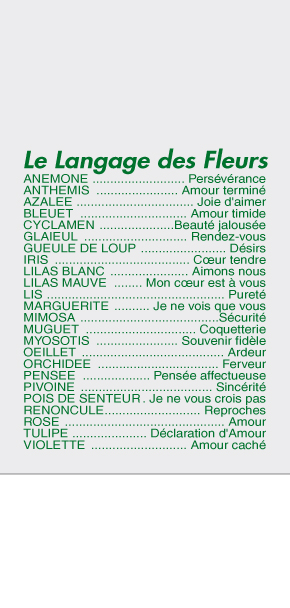 Le Langage des Fleurs
ANEMONE .......................... Persévérance
ANTHEMIS ....................... Amour terminé
AZALEE ................................. Joie d'aimer
BLEUET .............................. Amour timide
CYCLAMEN .....................Beauté jalousée
GLAIEUL ............................. Rendez-vous
GUEULE DE LOUP ........................ Désirs
IRIS ...................................... Cœur tendre
LILAS BLANC ...................... Aimons nous
LILAS MAUVE ........ Mon cœur est à vous
LIS .................................................. Pureté
MARGUERITE .......... Je ne vois que vous
MIMOSA .......................................Sécurité
MUGUET ............................... Coquetterie
MYOSOTIS ....................... Souvenir fidèle
OEILLET ........................................ Ardeur
ORCHIDEE .................................. Ferveur
PENSEE ................... Pensée affectueuse
PIVOINE ...................................... Sincérité
POIS DE SENTEUR . Je ne vous crois pas
RENONCULE........................... Reproches
ROSE ............................................. Amour
TULIPE ..................... Déclaration d'Amour
VIOLETTE ........................... Amour caché